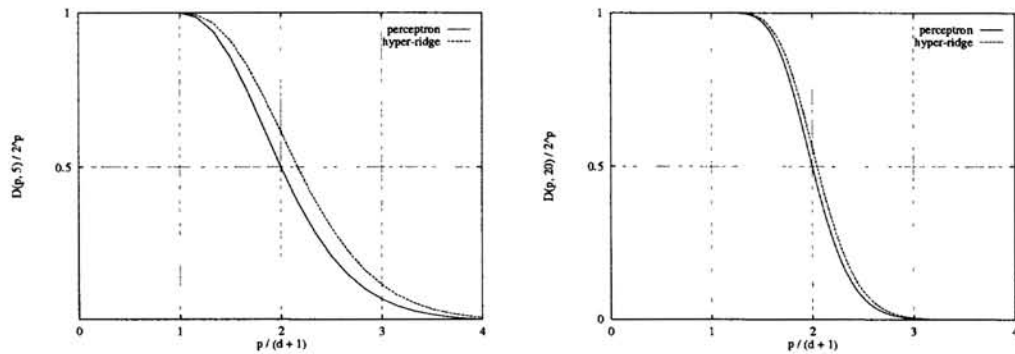 1
perceptron
hyper-ridge
D(p, 5) / 2^p
0.5
0 1 2 3 4
p / (d + 1)
1
perceptron
hyper-ridge
D(p, 20) / 2^p
0.5
0
0 1 2 3 4
p / (d + 1)